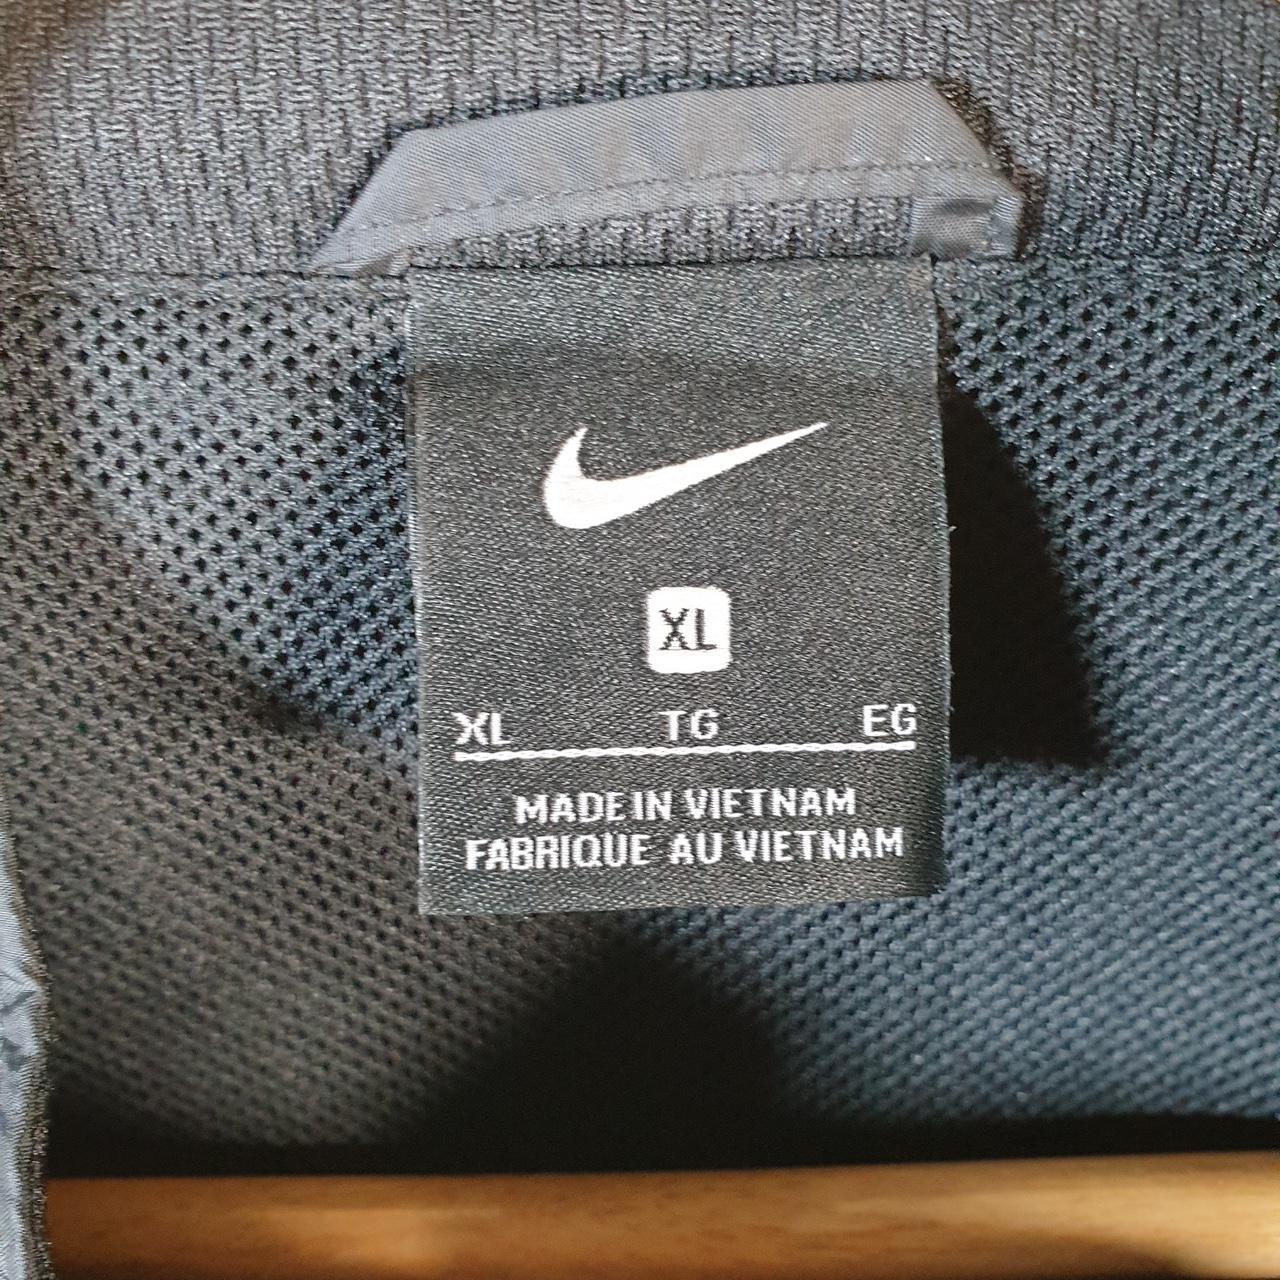 XL
XL TG EG
MADE IN VIETNAM
FABRIQUE AU VIETNAM